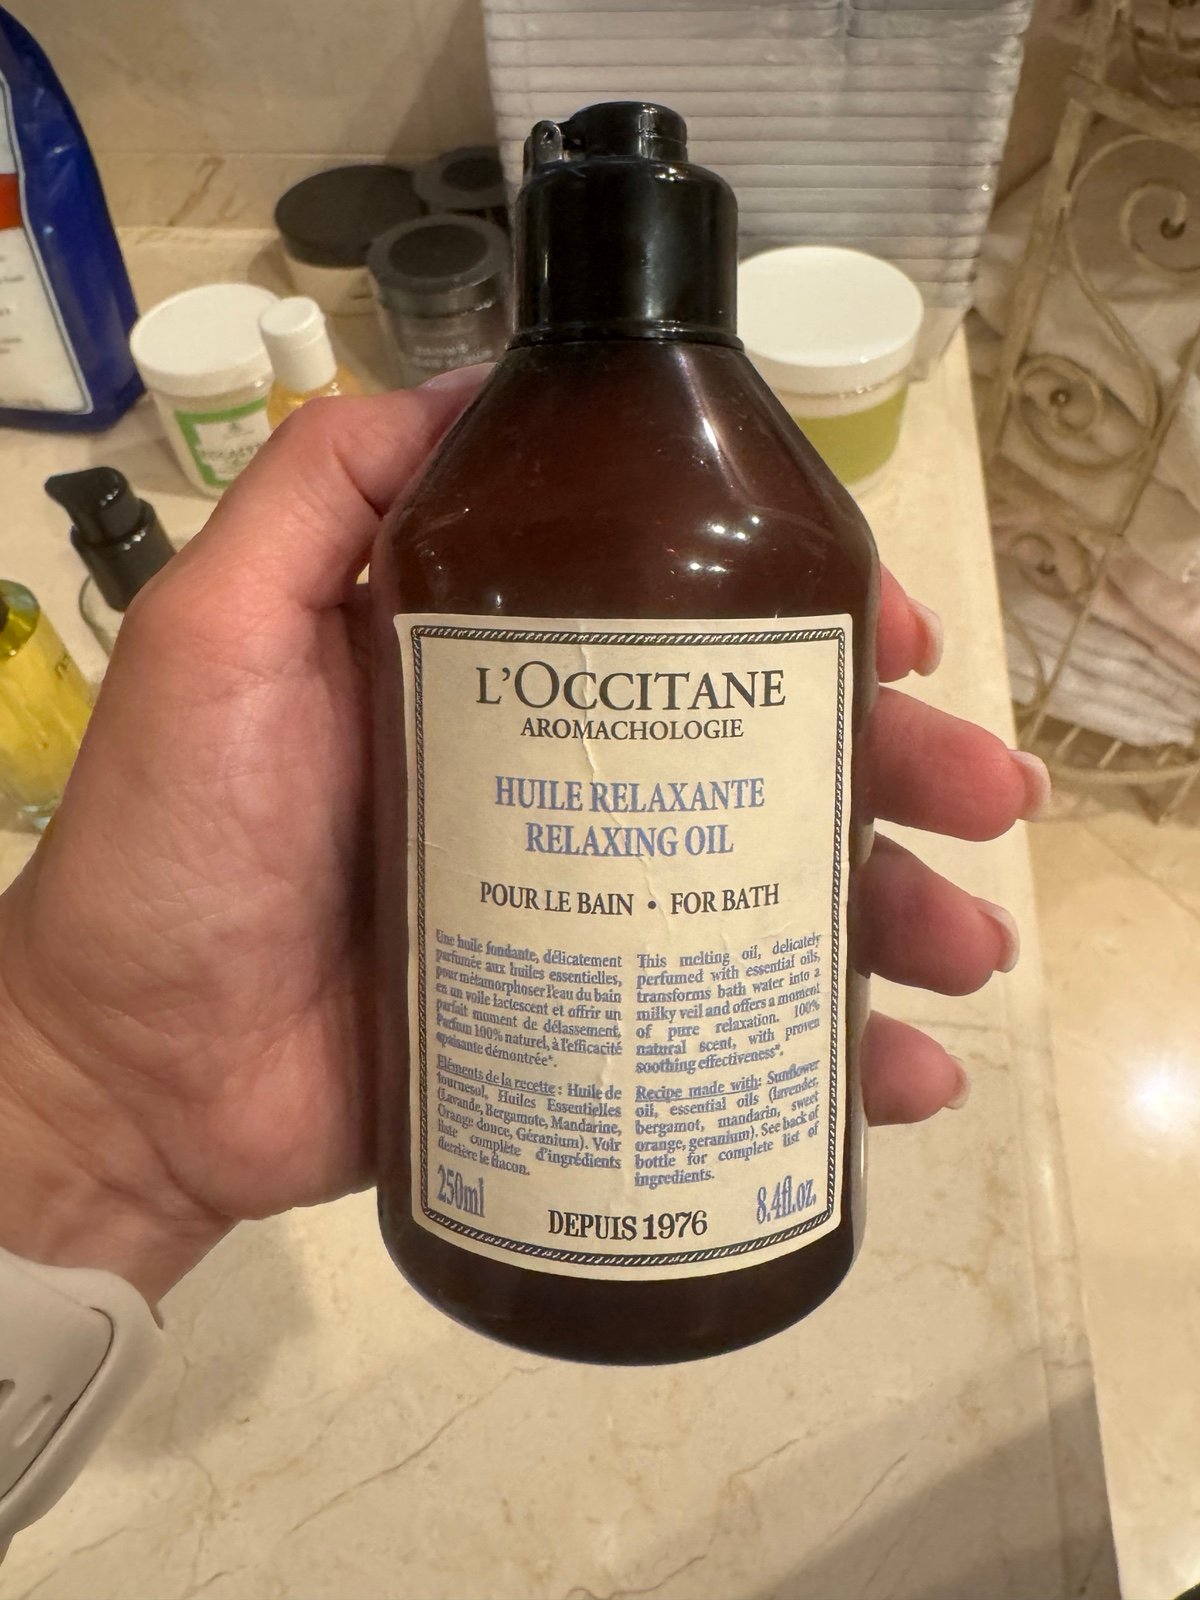 L'OCCITANE
AROMACHOLOGIE
HUILE RELAXANTE
RELAXING OIL
POUR LE BAIN • FOR BATH
Une huile fondante, délicatement
parfumée aux huiles essentielles,
pour métamorphoser l'eau du bain
en un voile lactescent et offrir un
parfait moment de délassement.
Parfum 100% naturel, à l'efficacité
apaisante démontrée*.
Eléments de la recette : Huile de
tournesol, Huiles Essentielles
(Lavande, Bergamote, Mandarine,
Orange douce, Géranium). Voir
liste complète d'ingrédients
derrière le flacon.
This melting oil, delicately
perfumed with essential oils,
transforms bath water into a
milky veil and offers a moment
of pure relaxation. 100%
natural scent, with proven
soothing effectiveness*.
Recipe made with: Sunflower
oil, essential oils (lavender,
bergamot, mandarin, sweet
orange, geranium). See back of
bottle for complete list of
ingredients.
250ml
DEPUIS 1976
8.4fl.oz.